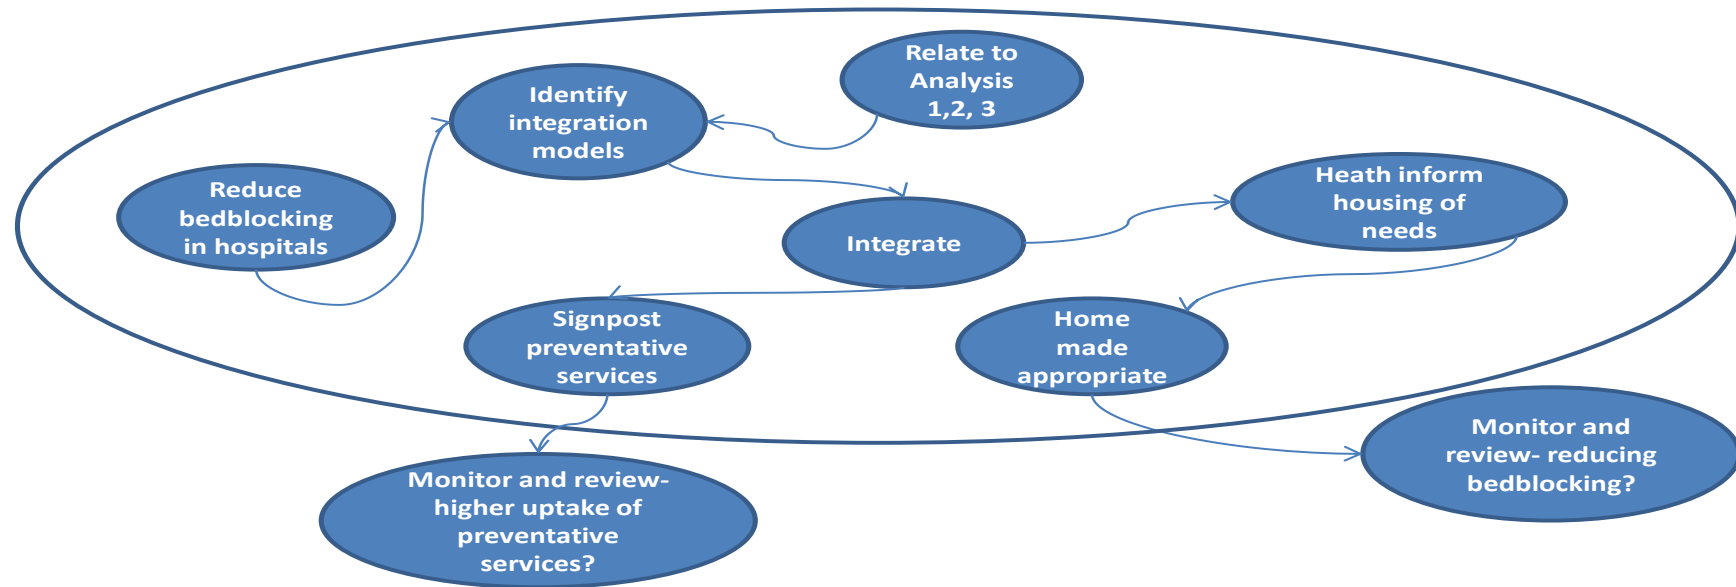 Relate to
Analysis
1,2, 3
Identify
integration
models
Reduce
bedblocking
in hospitals
Heath inform
housing of
needs
Integrate
Signpost
preventative
services
Home
made
appropriate
Monitor and
review- reducing
bedblocking?
Monitor and review-
higher uptake of
preventative
services?